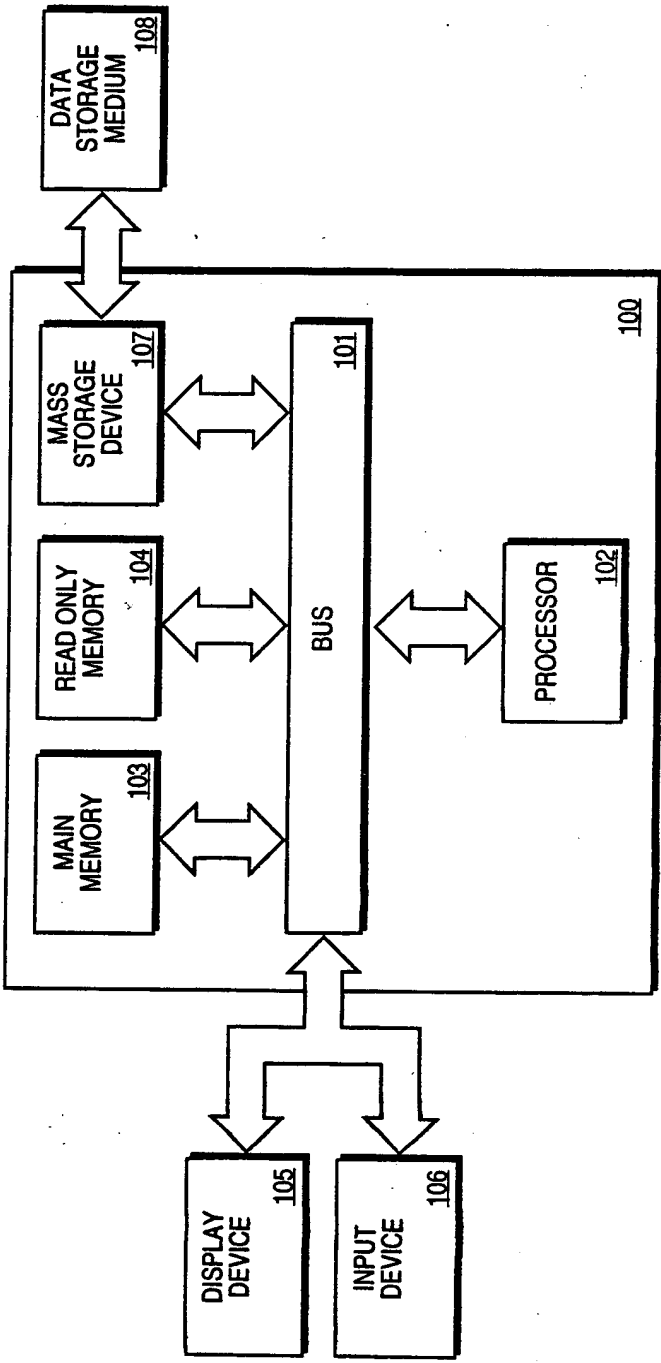 MAIN
MEMORY
103
READ ONLY
MEMORY
104
MASS
STORAGE
DEVICE
107
DATA
STORAGE
MEDIUM
108
BUS
101
DISPLAY
DEVICE
105
INPUT
DEVICE
106
PROCESSOR
102
100